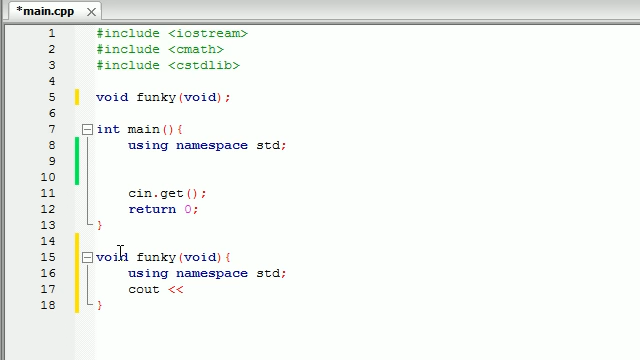 *main.cpp
1 #include <iostream>
2 #include <cmath>
3 #include <cstdlib>
4
5 void funky(void);
6
7 int main(){
8 using namespace std;
9
10
11 cin.get();
12 return 0;
13 }
14
15 void funky(void){
16 using namespace std;
17 cout <<
18 }